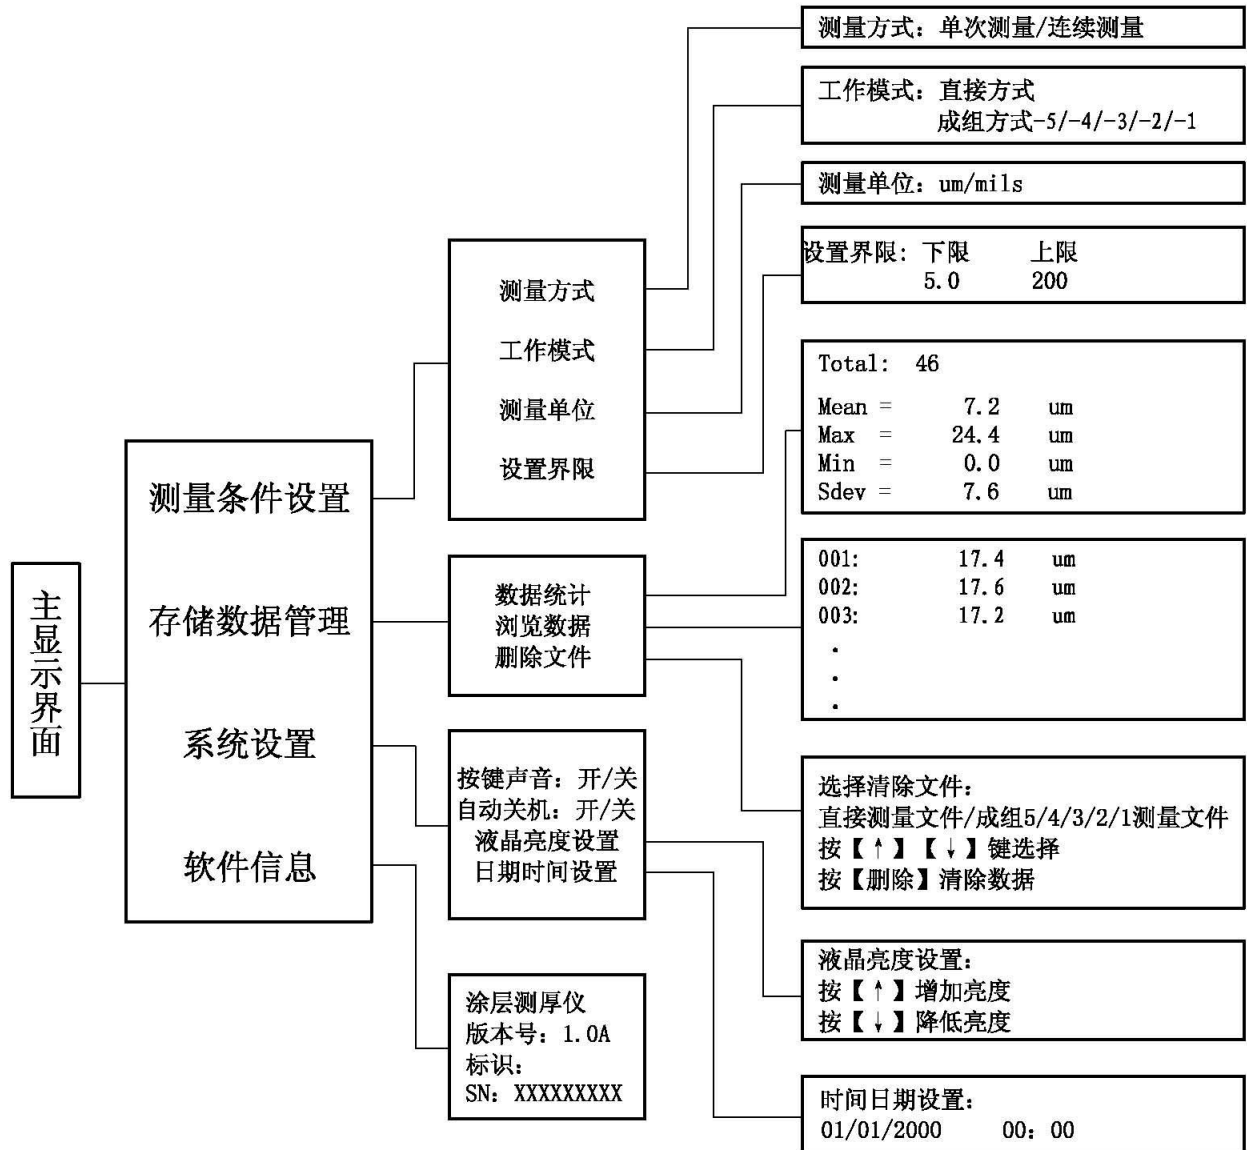 主显示界面
测量条件设置
存储数据管理
系统设置
软件信息
测量方式
工作模式
测量单位
设置界限
数据统计
浏览数据
删除文件
按键声音：开/关
自动关机：开/关
液晶亮度设置
日期时间设置
涂层测厚仪
版本号：1.0A
标识：
SN：XXXXXXXXX
测量方式：单次测量/连续测量
工作模式：直接方式
成组方式-5/-4/-3/-2/-1
测量单位：um/mils
设置界限：下限 上限
5.0 200
Total: 46
Mean = 7.2 um
Max = 24.4 um
Min = 0.0 um
Sdev = 7.6 um
001: 17.4 um
002: 17.6 um
003: 17.2 um
.
.
.
选择清除文件：
直接测量文件/成组5/4/3/2/1测量文件
按【↑】【↓】键选择
按【删除】清除数据
液晶亮度设置：
按【↑】增加亮度
按【↓】降低亮度
时间日期设置：
01/01/2000 00：00